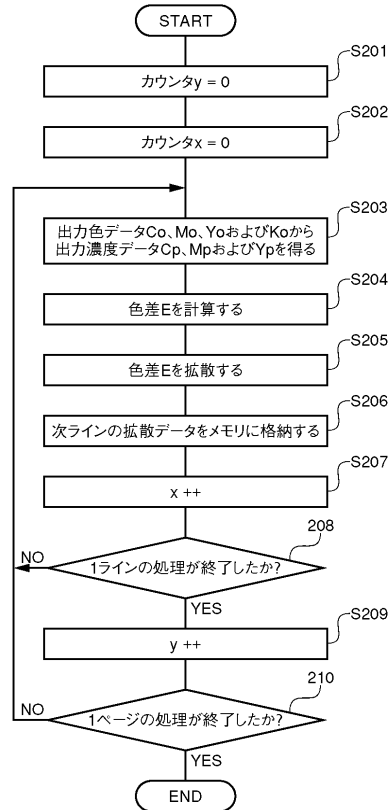 START
S201
カウンタy = 0
S202
カウンタx = 0
S203
出力色データCo、Mo、YoおよびKoから
出力濃度データCp、MpおよびYpを得る
S204
色差Eを計算する
S205
色差Eを拡散する
S206
次ラインの拡散データをメモリに格納する
S207
x ++
208
1ラインの処理が終了したか?
NO
YES
S209
y ++
210
1ページの処理が終了したか?
NO
YES
END